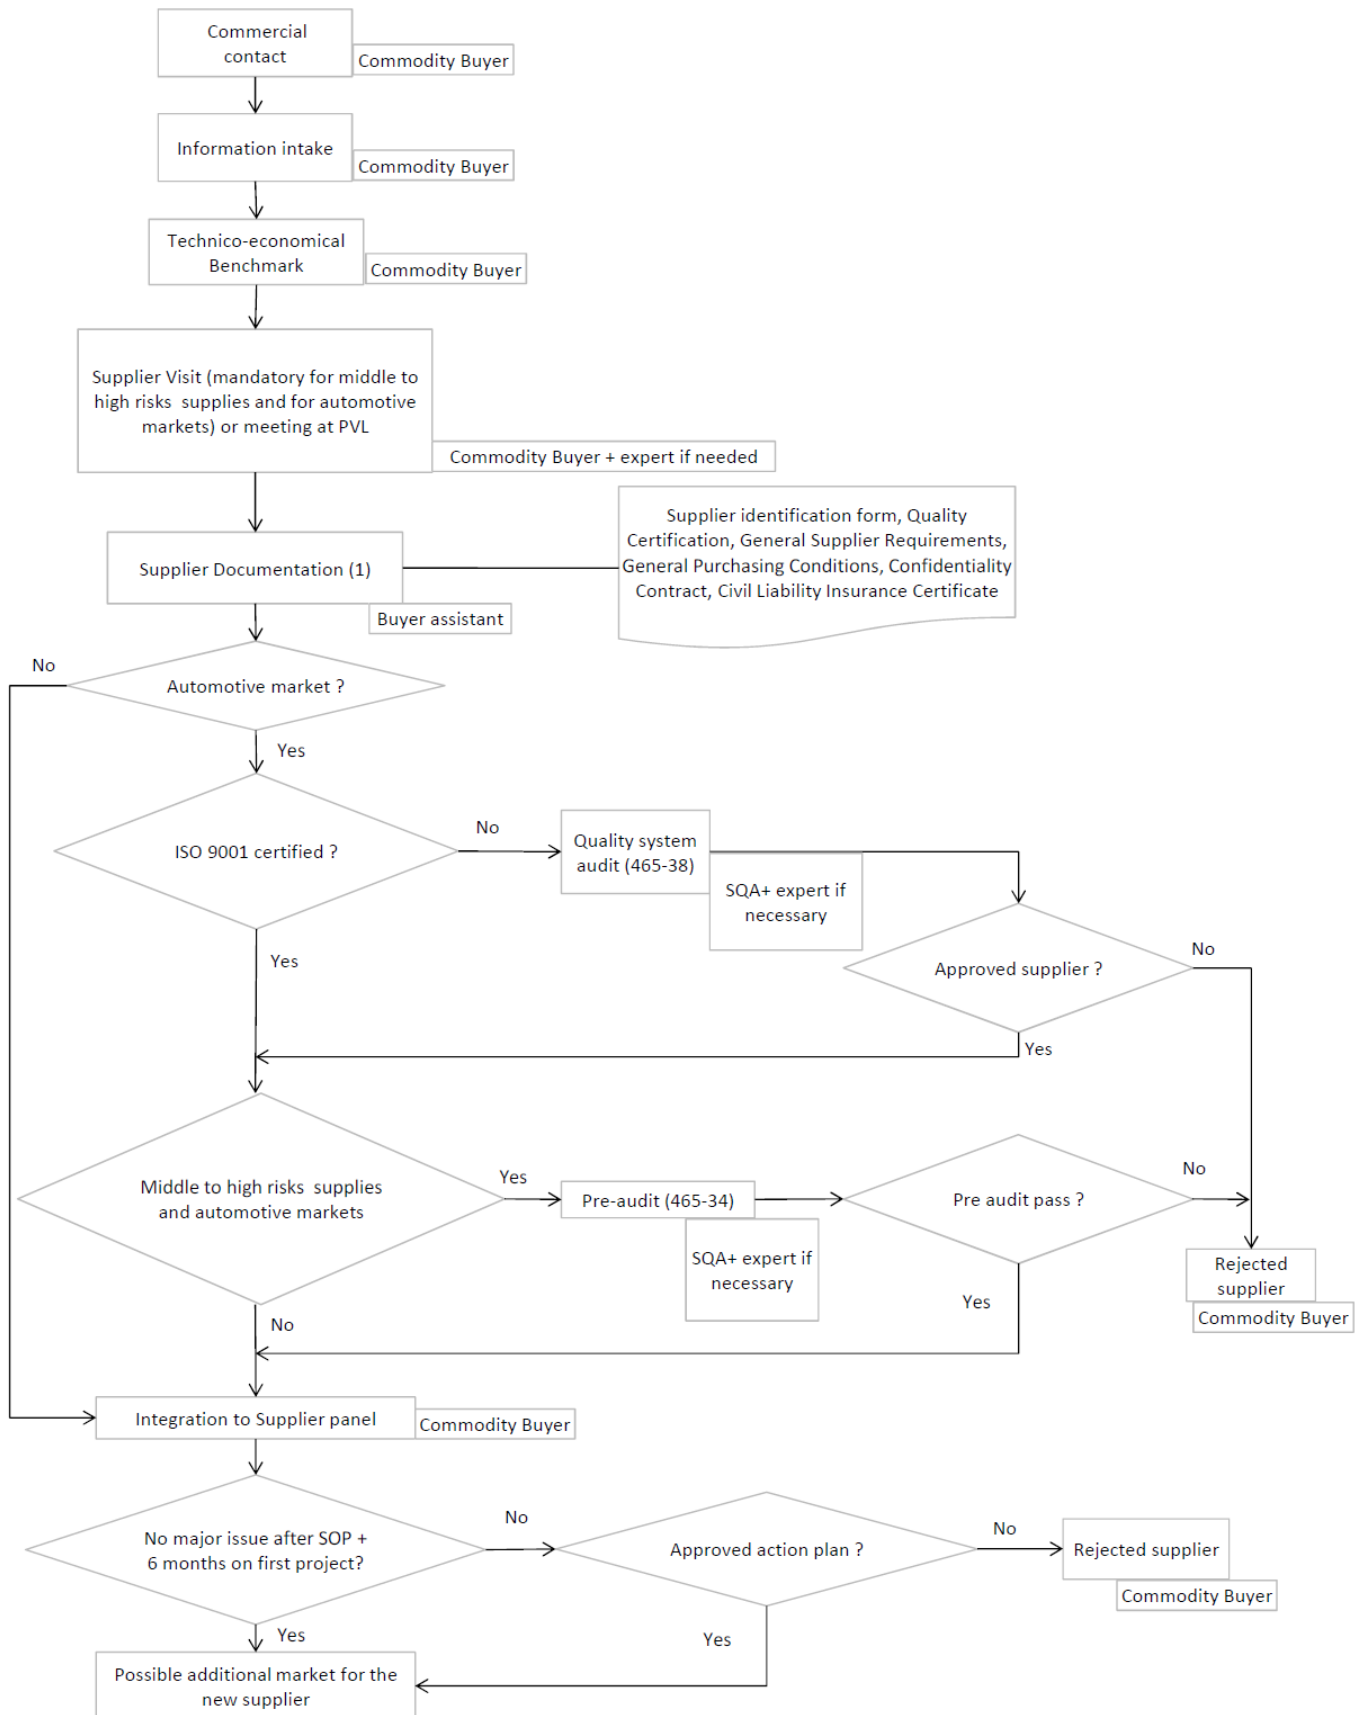 Commercial
contact
Commodity Buyer
Information intake
Commodity Buyer
Technico-economical
Benchmark
Commodity Buyer
Supplier Visit (mandatory for middle to
high risks supplies and for automotive
markets) or meeting at PVL
Commodity Buyer + expert if needed
Supplier identification form, Quality
Certification, General Supplier Requirements,
General Purchasing Conditions, Confidentiality
Contract, Civil Liability Insurance Certificate
Supplier Documentation (1)
Buyer assistant
No
Automotive market ?
Yes
ISO 9001 certified ?
No
Quality system
audit (465-38)
SQA+ expert if
necessary
Yes
Approved supplier ?
No
Yes
Middle to high risks supplies
and automotive markets
Yes
Pre-audit (465-34)
SQA+ expert if
necessary
Pre audit pass ?
No
Rejected
supplier
Commodity Buyer
Yes
No
Integration to Supplier panel
Commodity Buyer
No major issue after SOP +
6 months on first project?
No
Approved action plan ?
No
Rejected supplier
Commodity Buyer
Yes
Yes
Possible additional market for the
new supplier